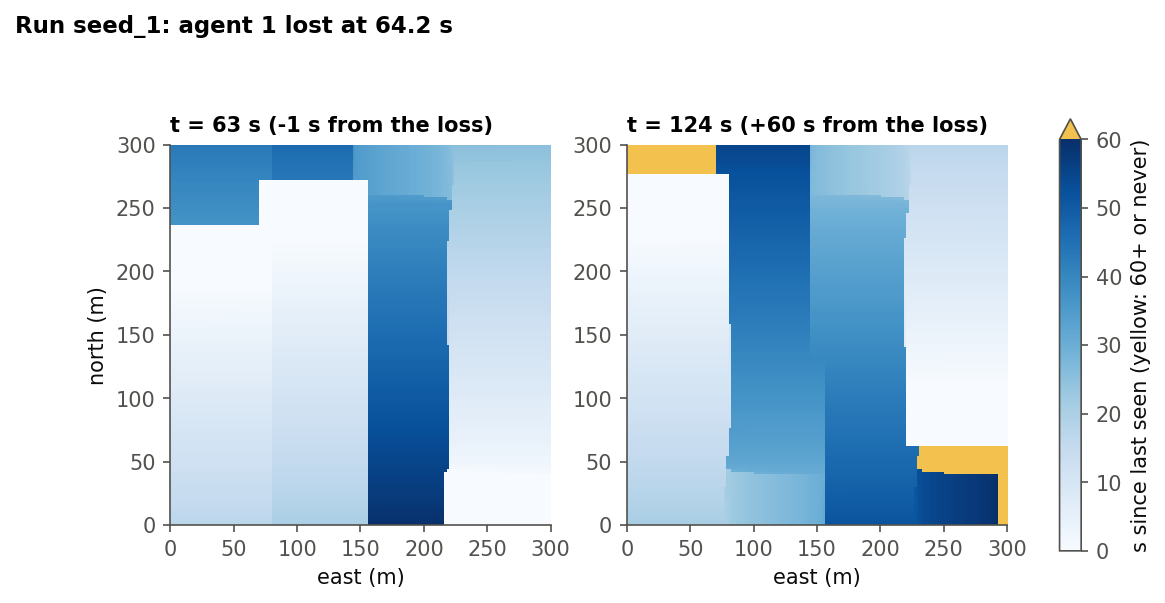 Run seed_1: agent 1 lost at 64.2 s
t = 63 s (-1 s from the loss)
t = 124 s (+60 s from the loss)
300
250
200
150
100
50
0
north (m)
0 50 100 150 200 250 300
east (m)
300
250
200
150
100
50
0
0 50 100 150 200 250 300
east (m)
60
50
40
30
20
10
0
s since last seen (yellow: 60+ or never)